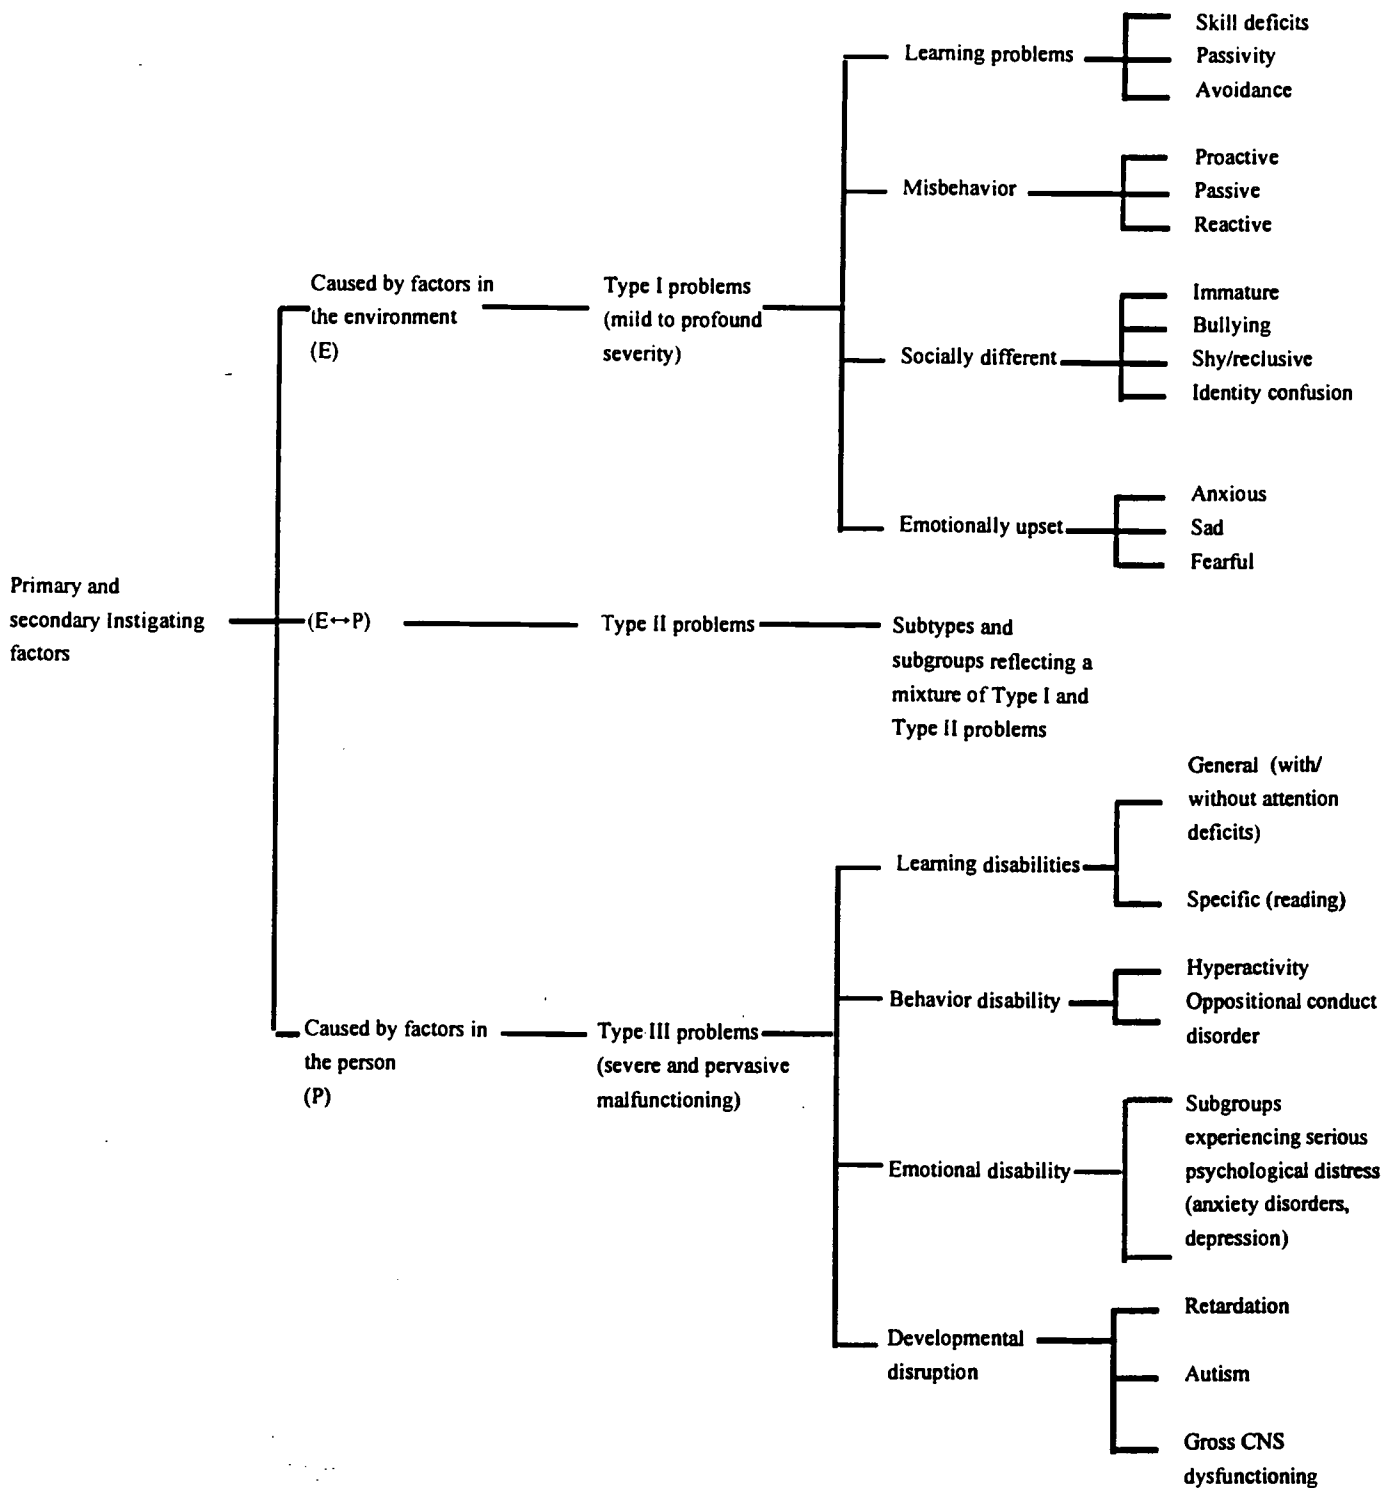 Skill deficits
Learning problems
Passivity
Avoidance
Proactive
Misbehavior
Passive
Reactive
Caused by factors in
the environment
(E)
Type I problems
(mild to profound
severity)
Immature
Bullying
Socially different
Shy/reclusive
Identity confusion
Anxious
Emotionally upset
Sad
Fearful
Primary and
secondary Instigating
factors
(E↔P)
Type II problems
Subtypes and
subgroups reflecting a
mixture of Type I and
Type II problems
General (with/
without attention
deficits)
Learning disabilities
Specific (reading)
Hyperactivity
Behavior disability
Oppositional conduct
disorder
Caused by factors in
the person
(P)
Type III problems
(severe and pervasive
malfunctioning)
Subgroups
experiencing serious
psychological distress
(anxiety disorders,
depression)
Emotional disability
Retardation
Developmental
disruption
Autism
Gross CNS
dysfunctioning